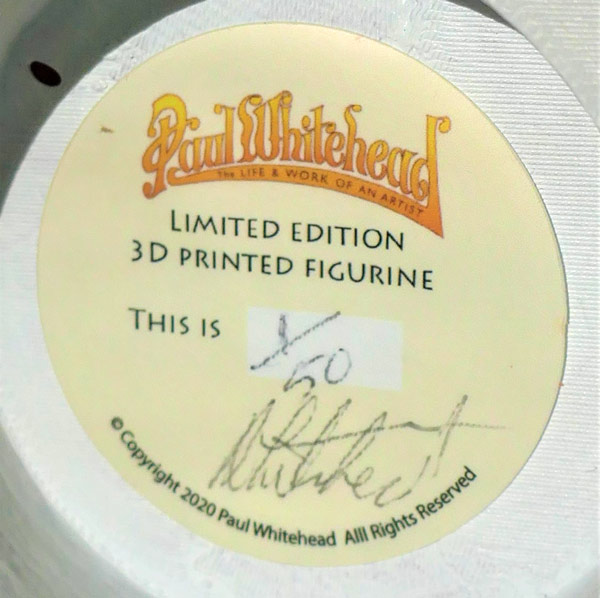 Paul Whitehead
The LIFE & WORK OF AN ARTIST
LIMITED EDITION
3D PRINTED FIGURINE
THIS IS
1/50
Whitehead
© Copyright 2020 Paul Whitehead Alll Rights Reserved